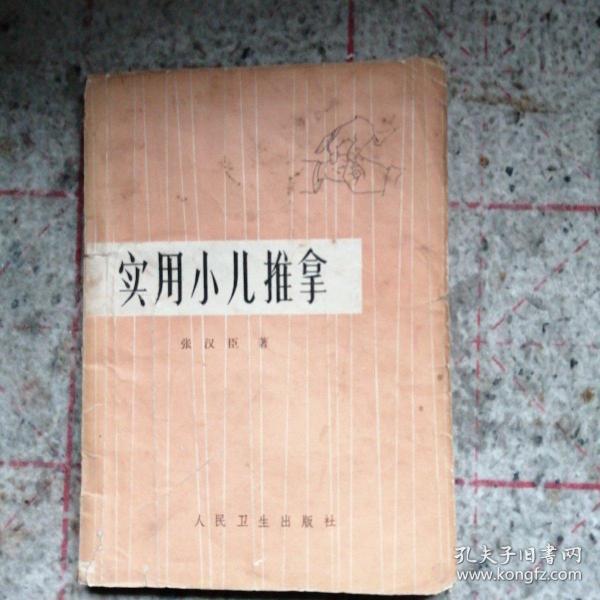 实用小儿推拿
张汉臣 著
人民卫生出版社
孔夫子旧书网
www.kongfz.com